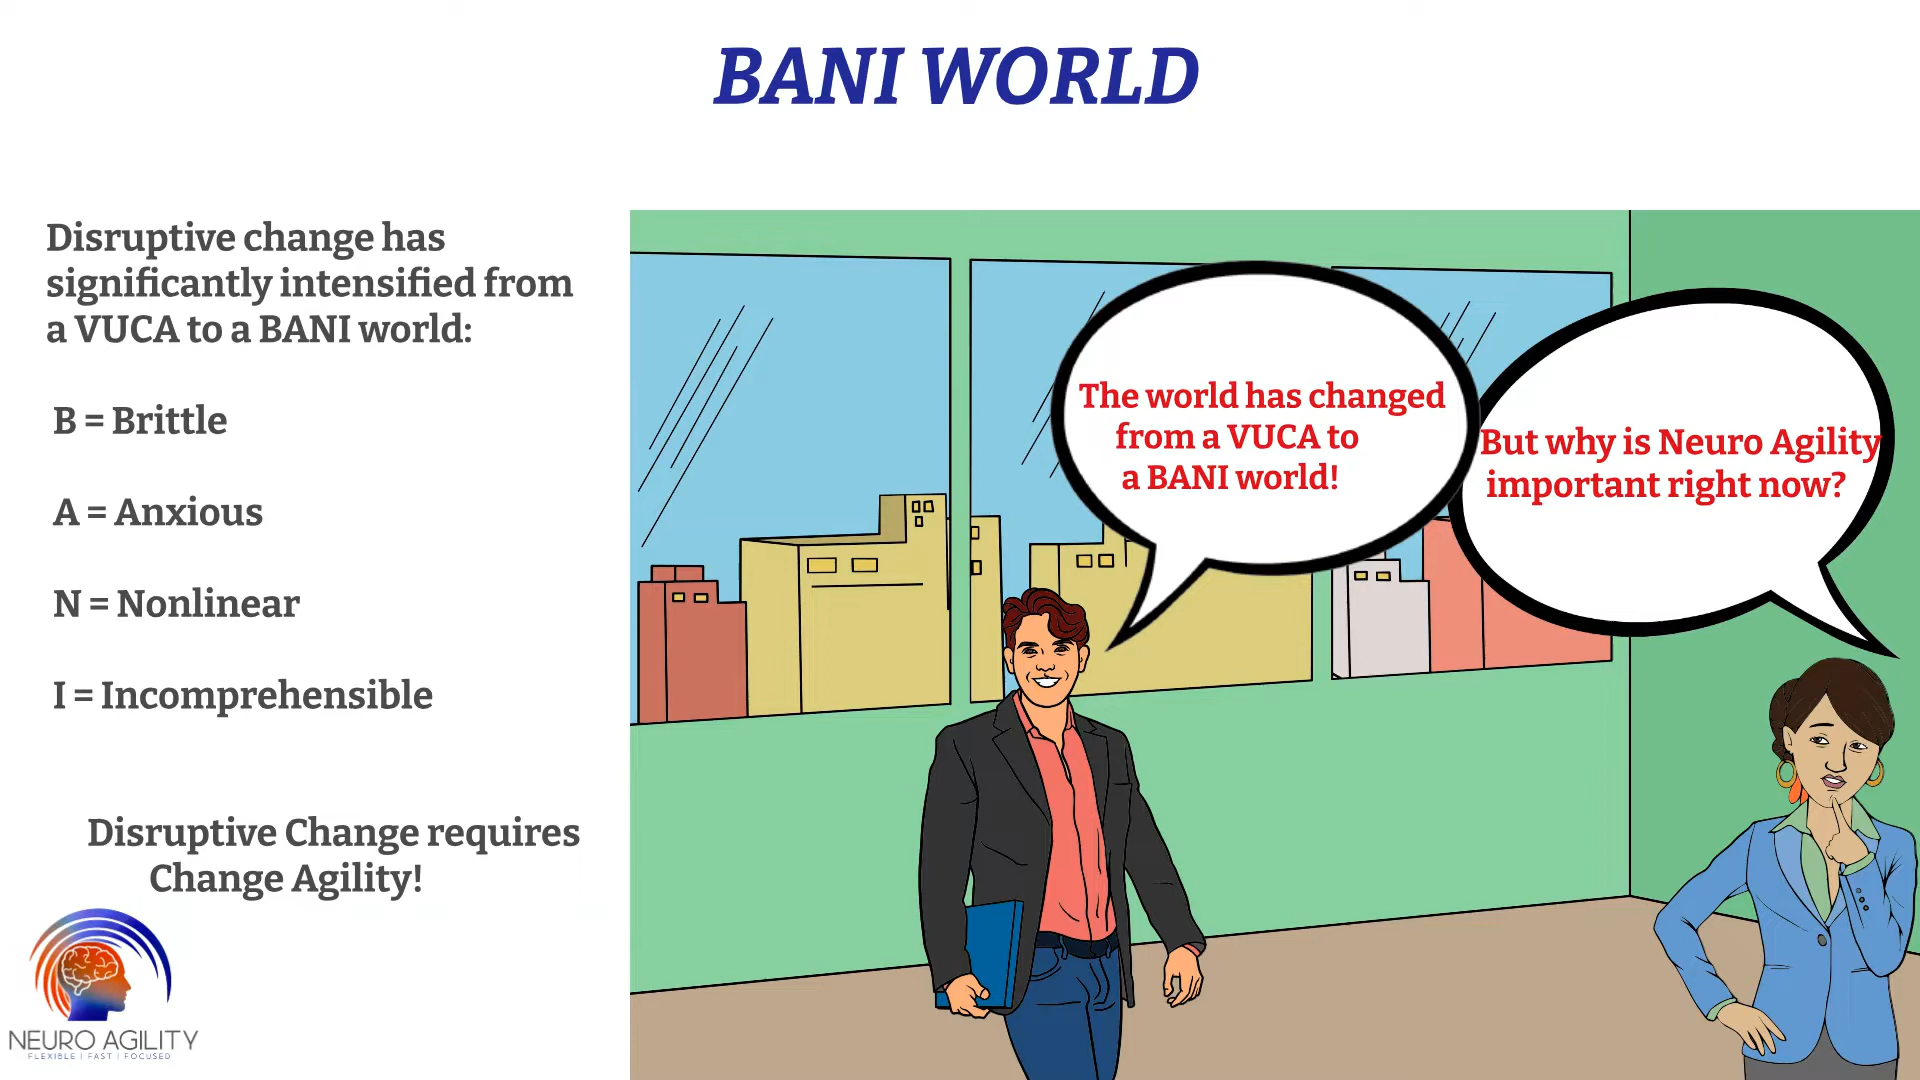 BANI WORLD
Disruptive change has
significantly intensified from
a VUCA to a BANI world:
B = Brittle
A = Anxious
N = Nonlinear
I = Incomprehensible
Disruptive Change requires
Change Agility!
NEURO AGILITY
FLEXIBLE | FAST | FOCUSED
The world has changed
from a VUCA to
a BANI world!
But why is Neuro Agility
important right now?